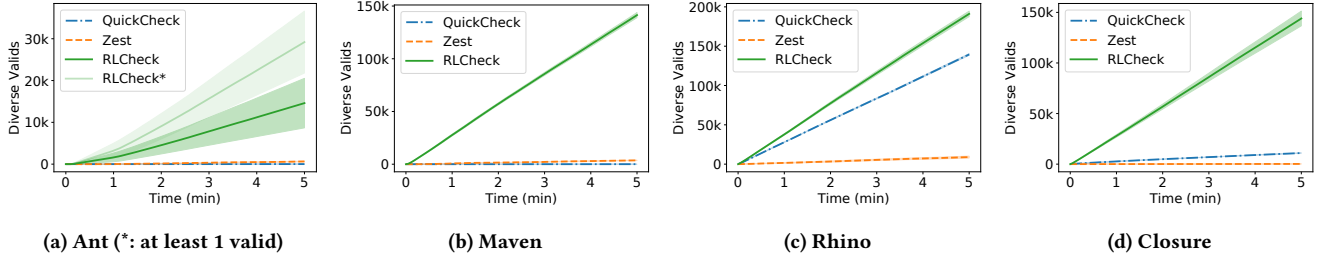 QuickCheck
Zest
RLCheck
RLCheck*
Diverse Valids
30k
20k
10k
0
0 1 2 3 4 5
Time (min)
(a) Ant (*: at least 1 valid)
QuickCheck
Zest
RLCheck
Diverse Valids
150k
100k
50k
0
0 1 2 3 4 5
Time (min)
(b) Maven
QuickCheck
Zest
RLCheck
Diverse Valids
200k
150k
100k
50k
0
0 1 2 3 4 5
Time (min)
(c) Rhino
QuickCheck
Zest
RLCheck
Diverse Valids
150k
100k
50k
0
0 1 2 3 4 5
Time (min)
(d) Closure